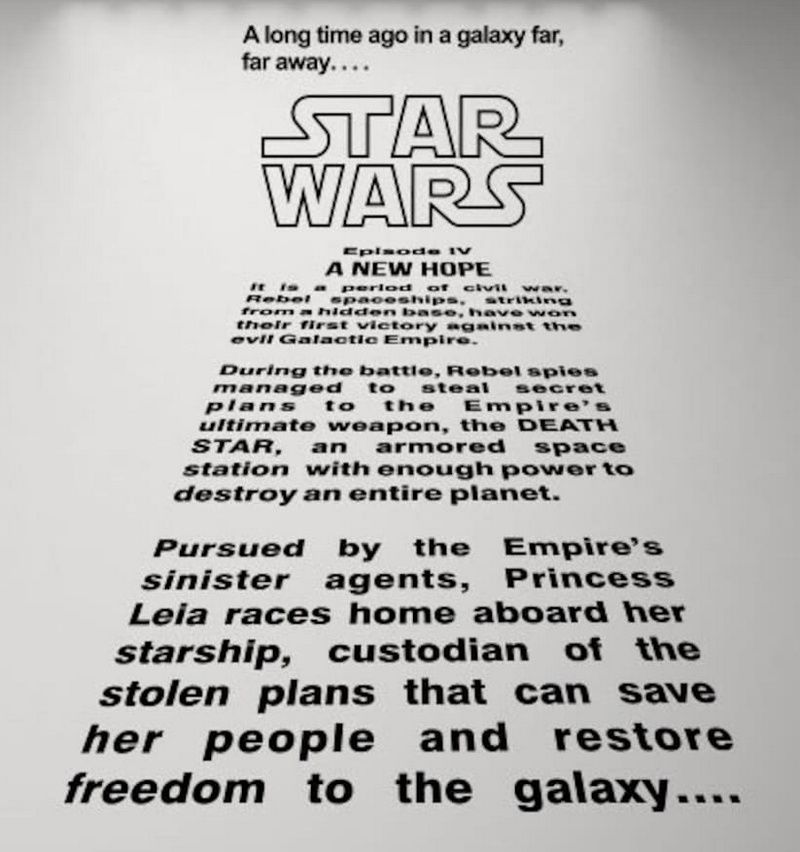 A long time ago in a galaxy far,
far away....
STAR
WARS
Episode IV
A NEW HOPE
It is a period of civil war.
Rebel spaceships, striking
from a hidden base, have won
their first victory against the
evil Galactic Empire.
During the battle, Rebel spies
managed to steal secret
plans to the Empire's
ultimate weapon, the DEATH
STAR, an armored space
station with enough power to
destroy an entire planet.
Pursued by the Empire's
sinister agents, Princess
Leia races home aboard her
starship, custodian of the
stolen plans that can save
her people and restore
freedom to the galaxy....